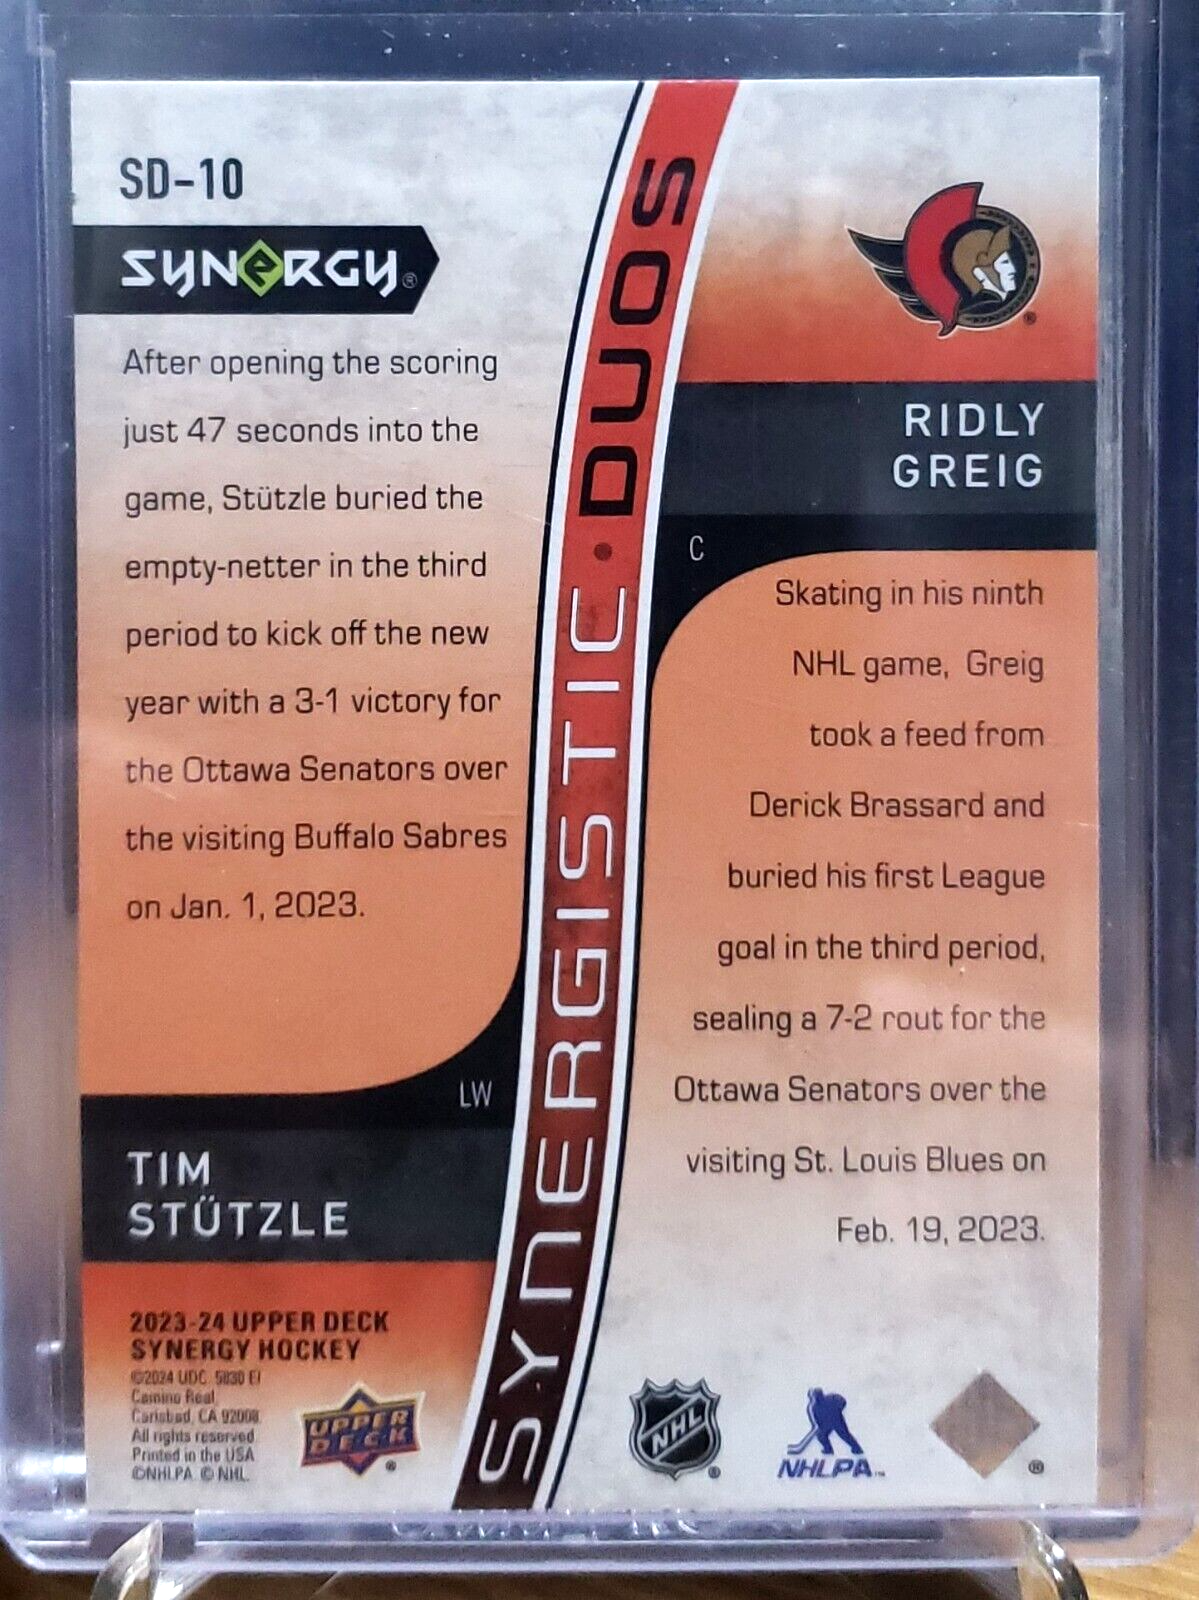 SD-10
SYNERGY®
After opening the scoring
just 47 seconds into the
game, Stützle buried the
empty-netter in the third
period to kick off the new
year with a 3-1 victory for
the Ottawa Senators over
the visiting Buffalo Sabres
on Jan. 1, 2023.
LW
TIM
STÜTZLE
2023-24 UPPER DECK
SYNERGY HOCKEY
©2024 UDC. 5830 El
Camino Real,
Carlsbad, CA 92008.
All rights reserved.
Printed in the USA
©NHLPA. © NHL.
UPPER
DECK
®
SYNERGISTIC • DUOS
®
RIDLY
GREIG
C
Skating in his ninth
NHL game, Greig
took a feed from
Derick Brassard and
buried his first League
goal in the third period,
sealing a 7-2 rout for the
Ottawa Senators over the
visiting St. Louis Blues on
Feb. 19, 2023.
NHL
®
NHLPA™
®